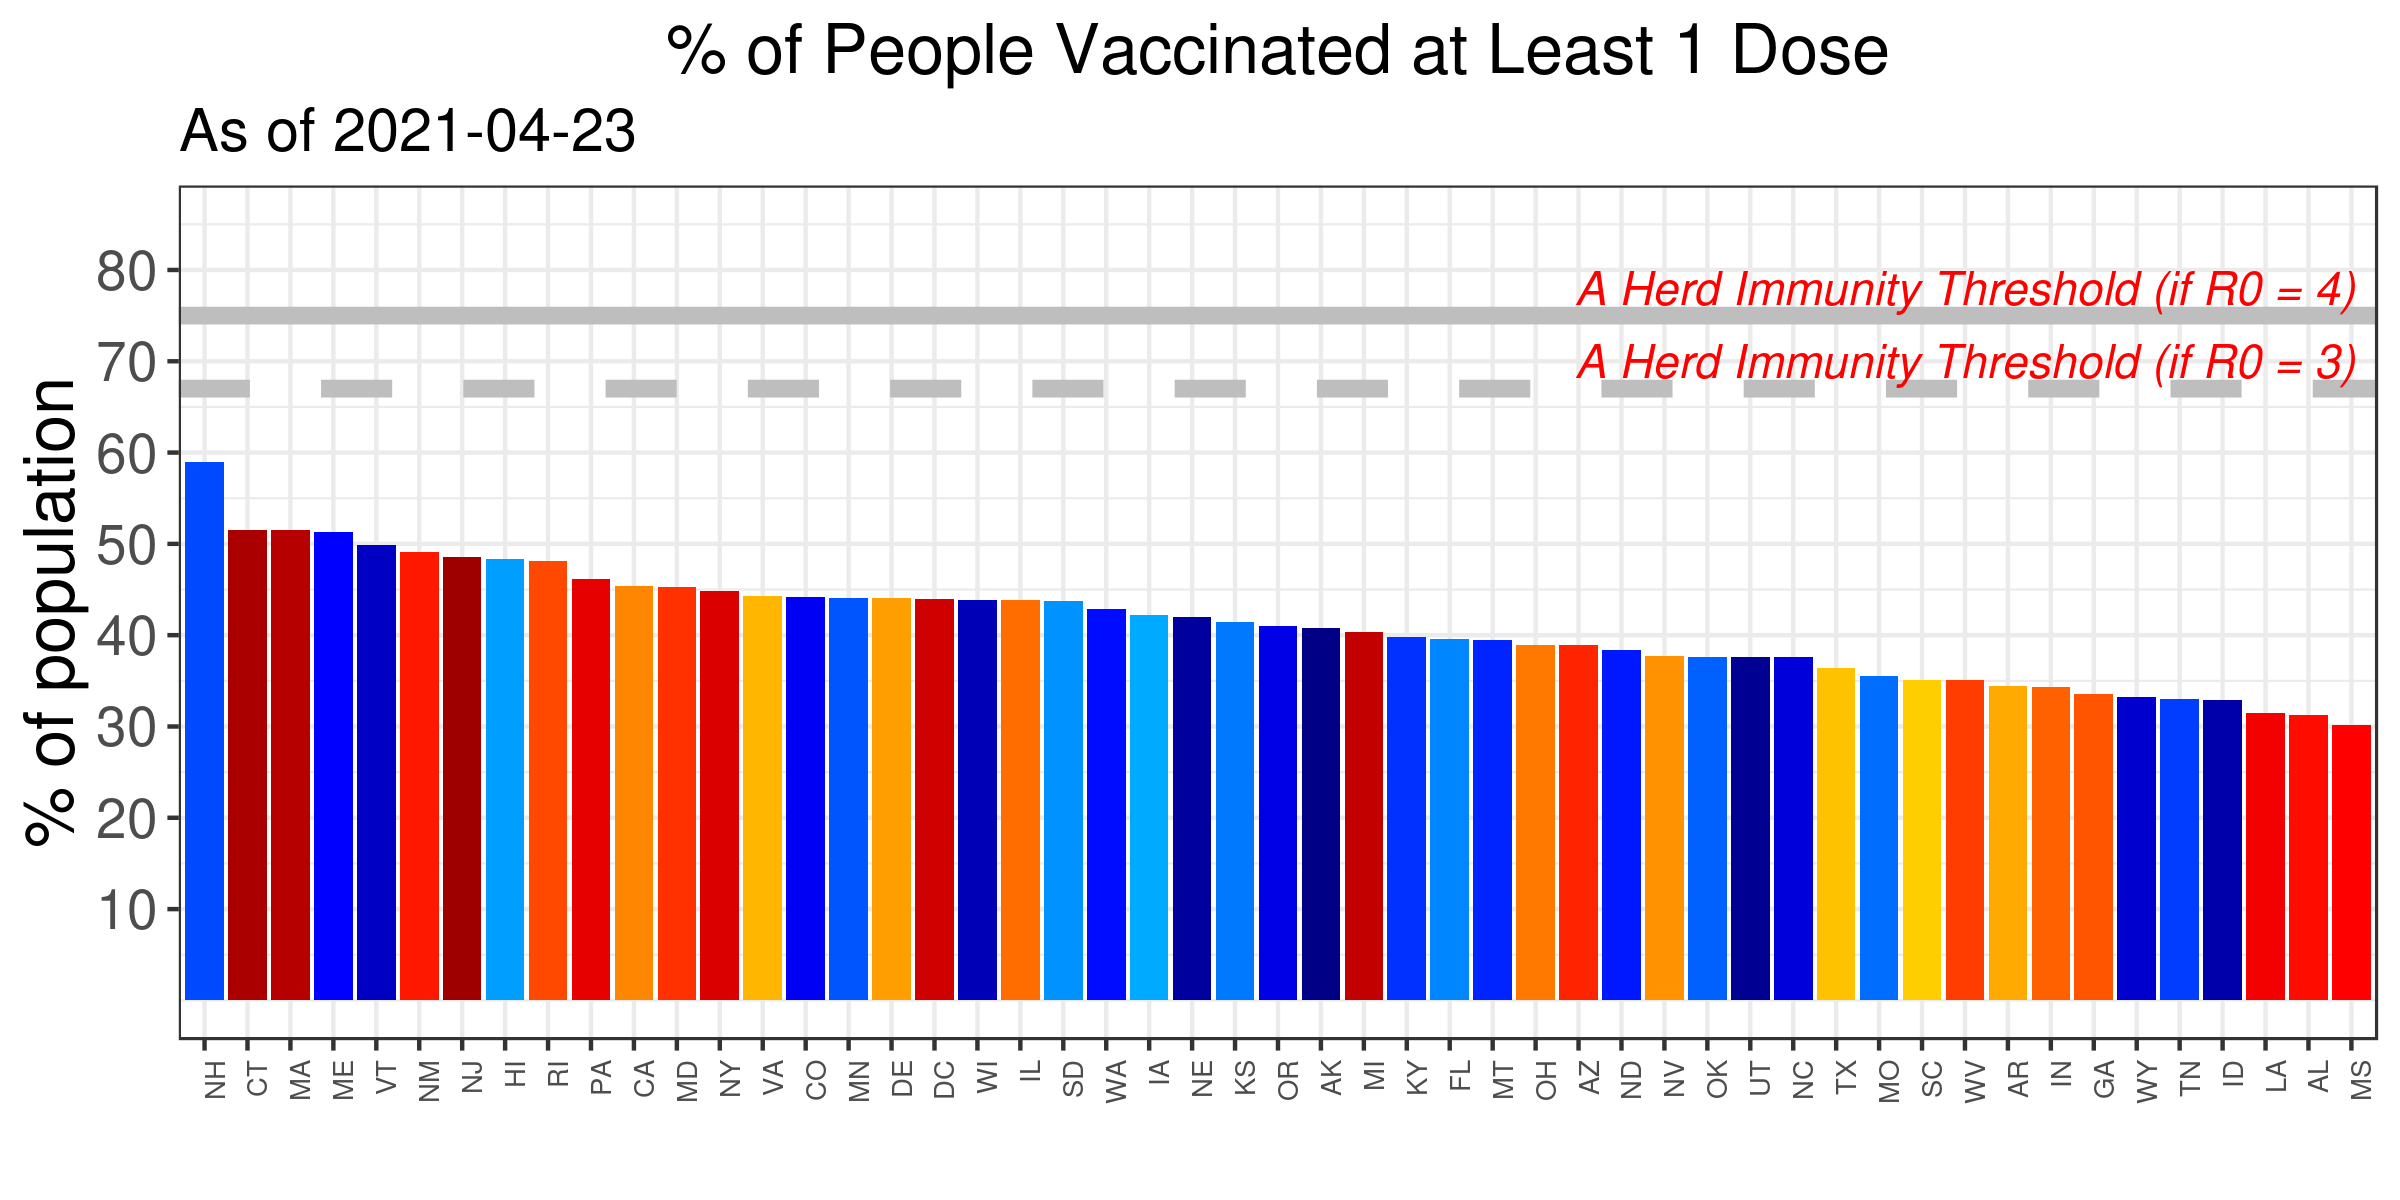 % of People Vaccinated at Least 1 Dose
As of 2021-04-23
% of population
80
70
60
50
40
30
20
10
A Herd Immunity Threshold (if R0 = 4)
A Herd Immunity Threshold (if R0 = 3)
NH CT MA ME VT NM NJ HI RI PA CA MD NY VA CO MN DE DC WI IL SD WA IA NE KS OR AK MI KY FL MT OH AZ ND NV OK UT NC TX MO SC WV AR IN GA WY TN ID LA AL MS